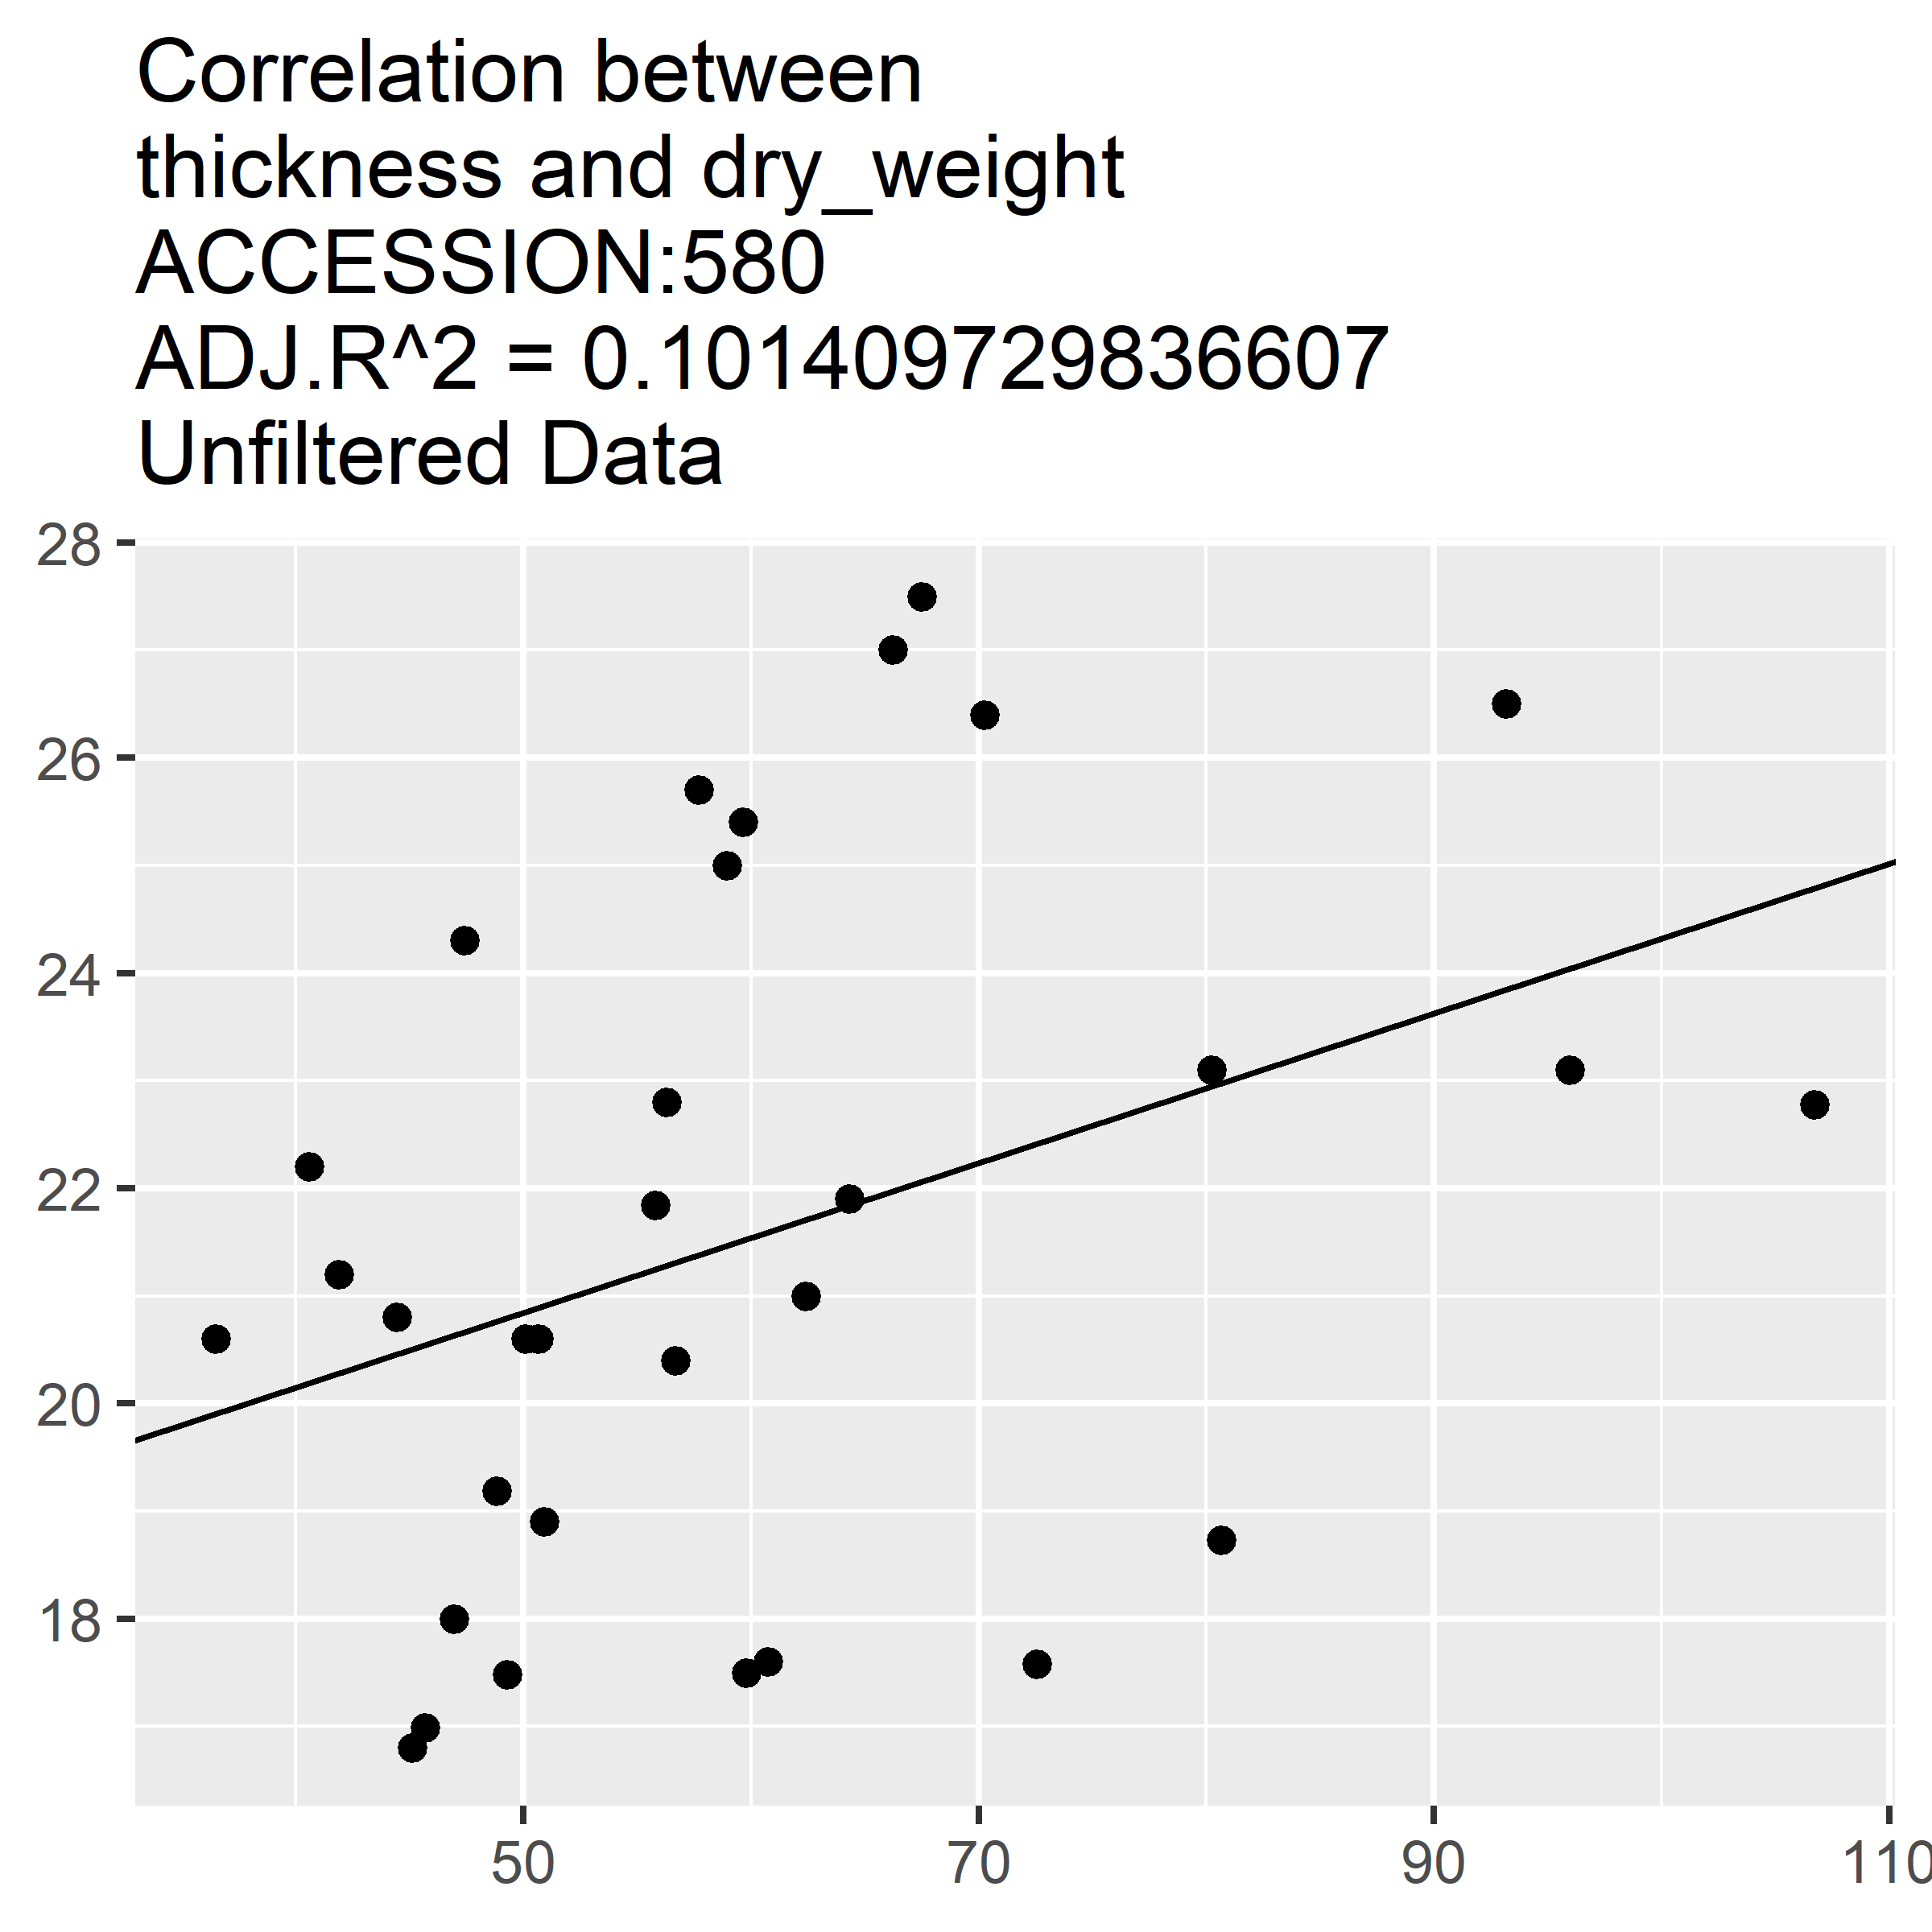 Correlation between
thickness and dry_weight
ACCESSION:580
ADJ.R^2 = 0.101409729836607
Unfiltered Data
28
26
24
22
20
18
50 70 90 110